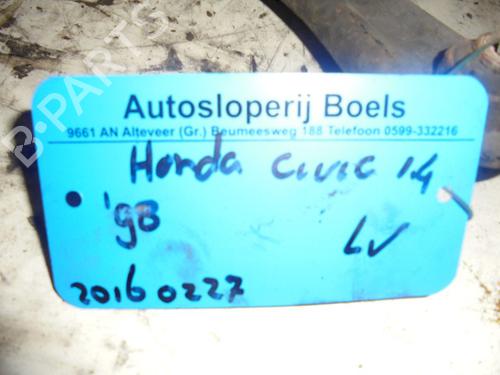 Autosloperij Boels
9661 AN Alteveer (Gr.) Beumeesweg 188 Telefoon 0599-332216
Honda Civic 1.4
'98
LV
20160227
B-PARTS